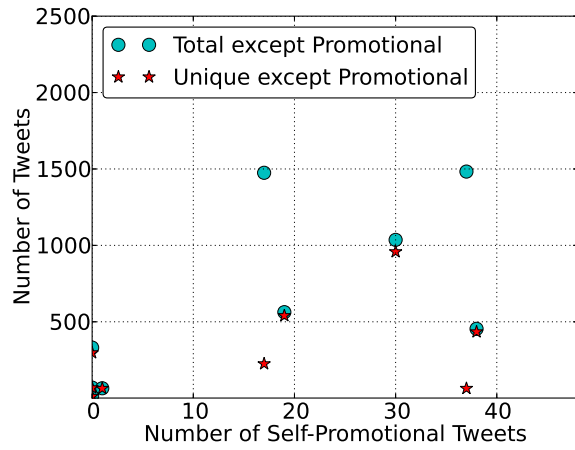 2500
2000
1500
1000
500
Number of Tweets
Total except Promotional
Unique except Promotional
0 10 20 30 40
Number of Self-Promotional Tweets